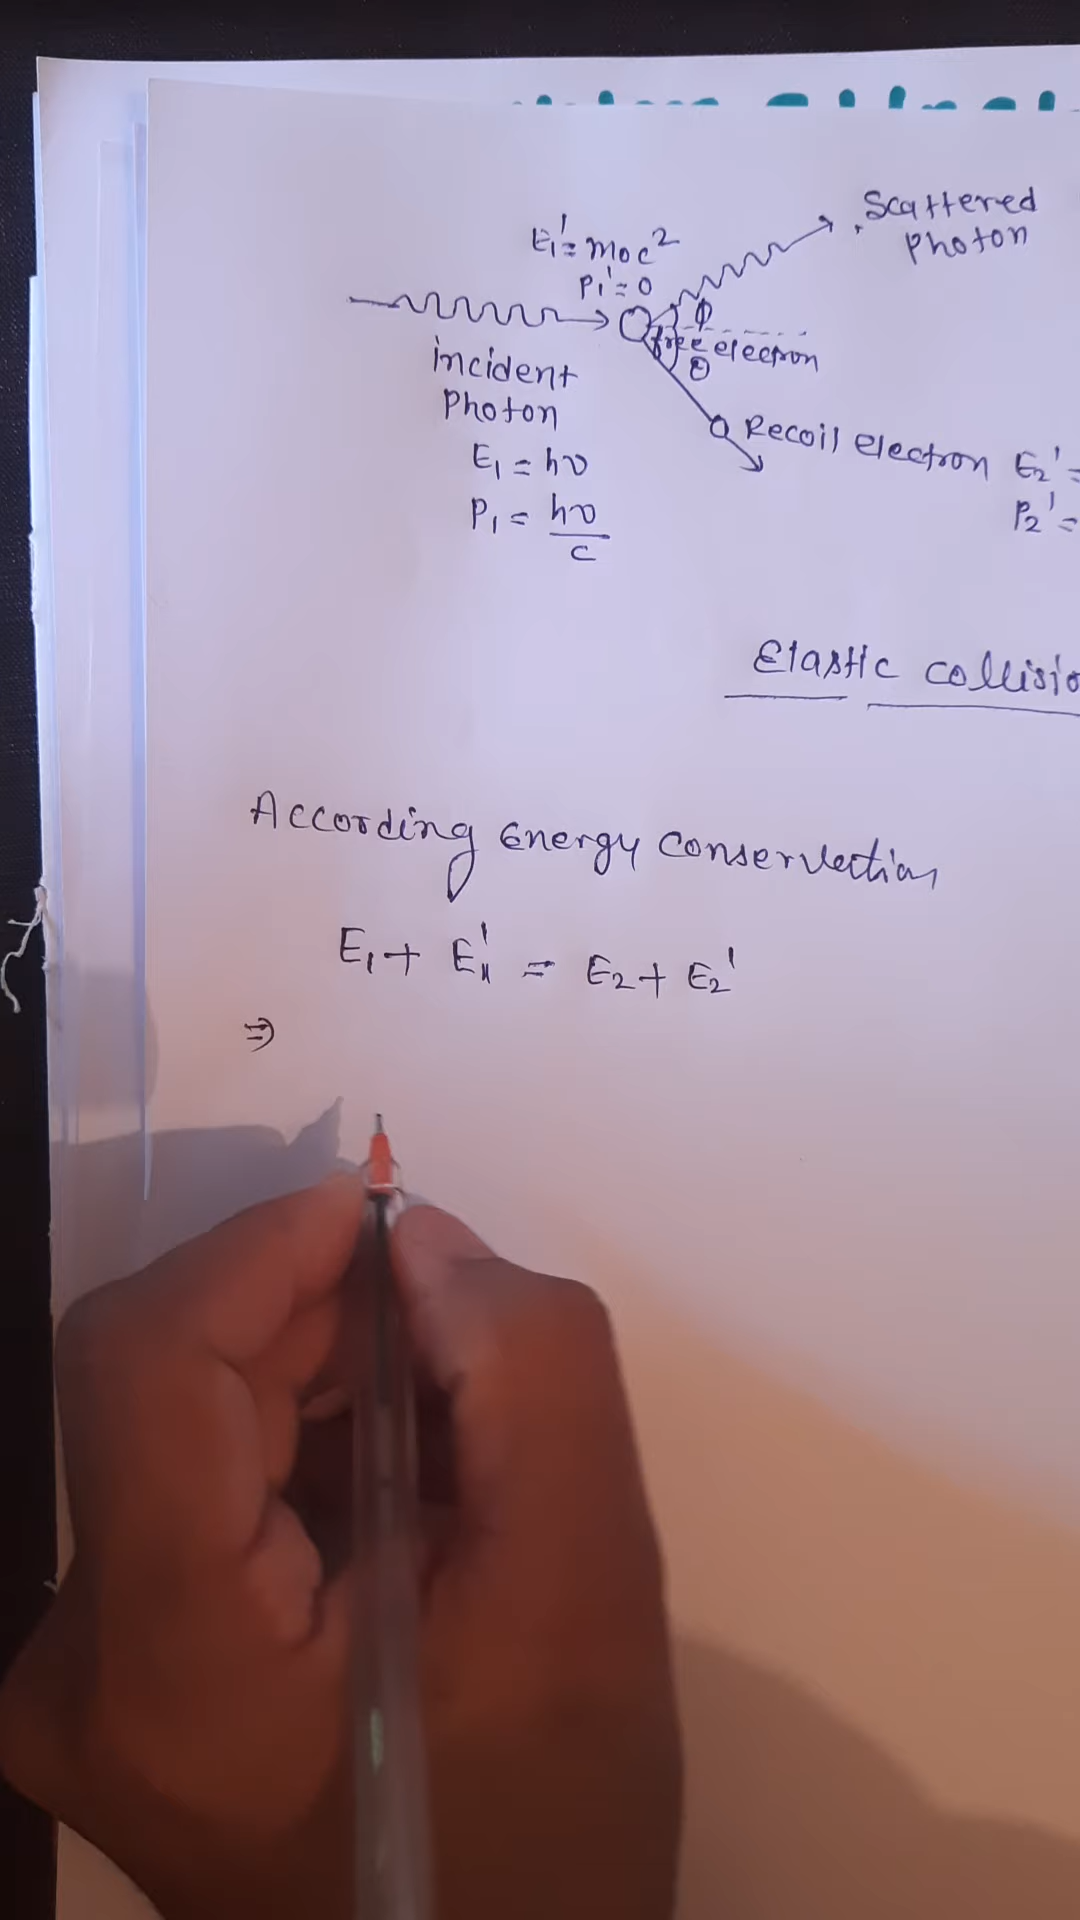 Scattered
Photon
E₁' = m₀c²
P₁' = 0
ϕ
free electron
θ
incident
Photon
E₁ = hν
P₁ = hν/c
Recoil electron E₂' =
P₂' =
Elastic collisio
According Energy conservection
E₁ + E₁' = E₂ + E₂'
⇒